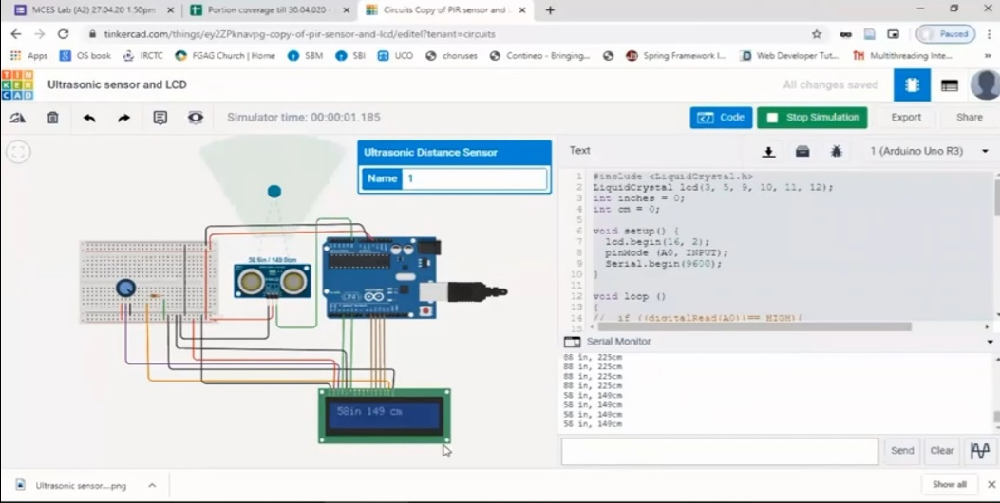 MCES Lab (A2) 27.04.20 1.50pm
Portion coverage till 30.04.020 -
Circuits Copy of PIR sensor and
tinkercad.com/things/ey2ZPknavpg-copy-of-pir-sensor-and-lcd/editel?tenant=circuits
Paused
Apps
OS book
IRCTC
FGAG Church | Home
SBM
SBI
UCO
choruses
Contineo - Bringing...
Spring Framework I...
Web Developer Tut...
Multithreading Inte...
»
TIN
KER
CAD
Ultrasonic sensor and LCD
All changes saved
Simulator time: 00:00:01.185
Code
Stop Simulation
Export
Share
Ultrasonic Distance Sensor
Name 1
58.6in / 149.0cm
58in 149 cm
Text
1 (Arduino Uno R3)
1 #include <LiquidCrystal.h>
2 LiquidCrystal lcd(3, 5, 9, 10, 11, 12);
3 int inches = 0;
4 int cm = 0;
5
6 void setup() {
7 lcd.begin(16, 2);
8 pinMode (A0, INPUT);
9 Serial.begin(9600);
10 }
11
12 void loop ()
13 {
14 // if ((digitalRead(A0))== HIGH){
15
Serial Monitor
88 in, 225cm
88 in, 225cm
88 in, 225cm
88 in, 225cm
58 in, 149cm
58 in, 149cm
58 in, 149cm
58 in, 149cm
Send
Clear
Ultrasonic sensor....png
Show all